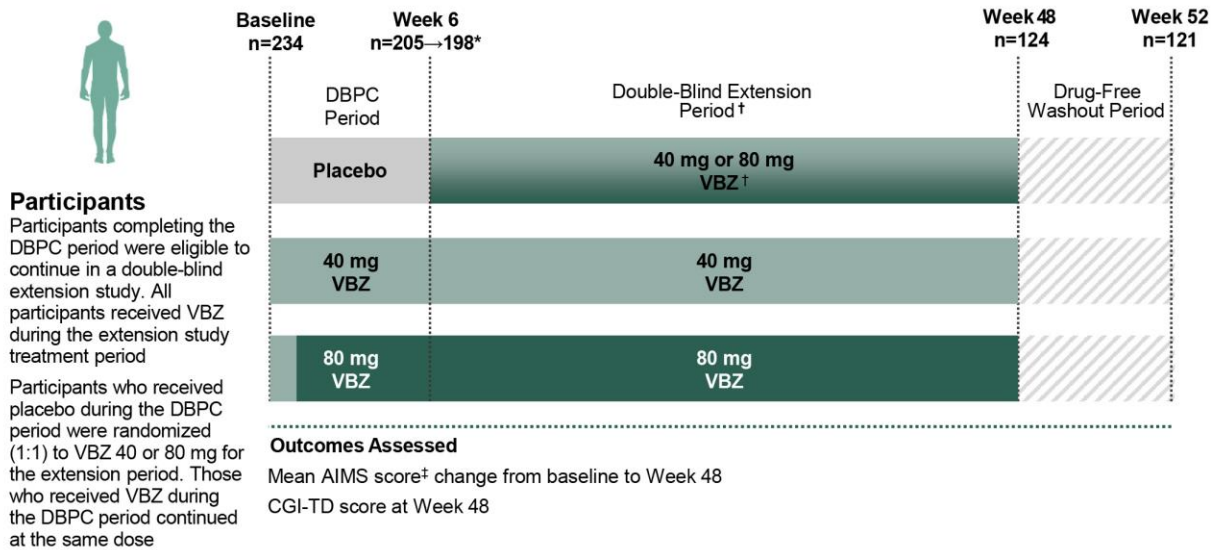 Baseline
n=234
Week 6
n=205→198*
Week 48
n=124
Week 52
n=121
DBPC
Period
Double-Blind Extension
Period†
Drug-Free
Washout Period
Placebo
40 mg or 80 mg
VBZ†
40 mg
VBZ
40 mg
VBZ
80 mg
VBZ
80 mg
VBZ
Participants
Participants completing the
DBPC period were eligible to
continue in a double-blind
extension study. All
participants received VBZ
during the extension study
treatment period
Participants who received
placebo during the DBPC
period were randomized
(1:1) to VBZ 40 or 80 mg for
the extension period. Those
who received VBZ during
the DBPC period continued
at the same dose
Outcomes Assessed
Mean AIMS score‡ change from baseline to Week 48
CGI-TD score at Week 48